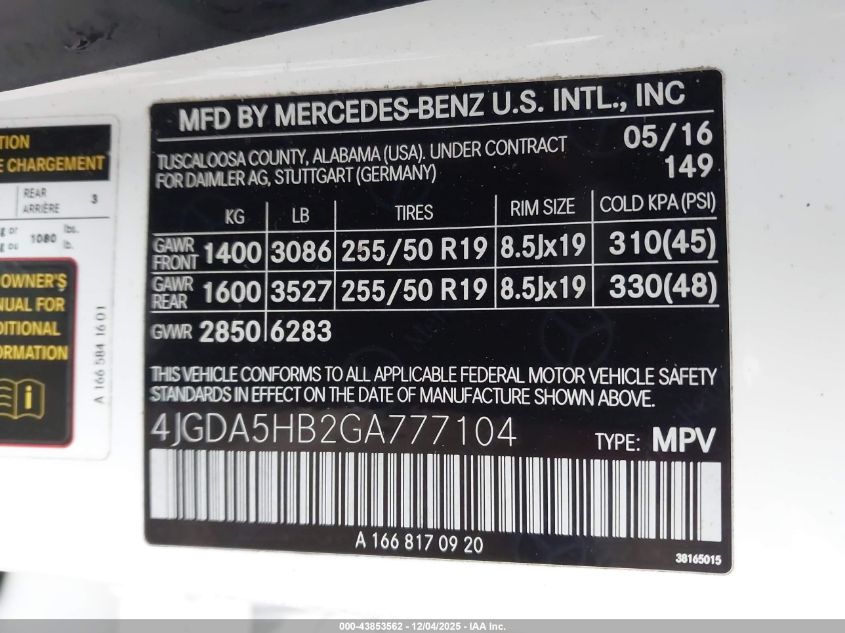 TION
E CHARGEMENT
REAR
ARRIÈRE 3
g or 1080 lbs.
g ou lb.
OWNER'S
NUAL FOR
DITIONAL
ORMATION
i
A 166 584 16 01
MFD BY MERCEDES-BENZ U.S. INTL., INC
TUSCALOOSA COUNTY, ALABAMA (USA). UNDER CONTRACT 05/16
FOR DAIMLER AG, STUTTGART (GERMANY) 149
KG LB TIRES RIM SIZE COLD KPA (PSI)
GAWR FRONT 1400 3086 255/50 R19 8.5Jx19 310(45)
GAWR REAR 1600 3527 255/50 R19 8.5Jx19 330(48)
GVWR 2850 6283
THIS VEHICLE CONFORMS TO ALL APPLICABLE FEDERAL MOTOR VEHICLE SAFETY
STANDARDS IN EFFECT ON THE DATE OF MANUFACTURE SHOWN ABOVE.
4JGDA5HB2GA777104 TYPE: MPV
A 166 817 09 20
38165015
000-43853562 - 12/04/2025 - IAA Inc.